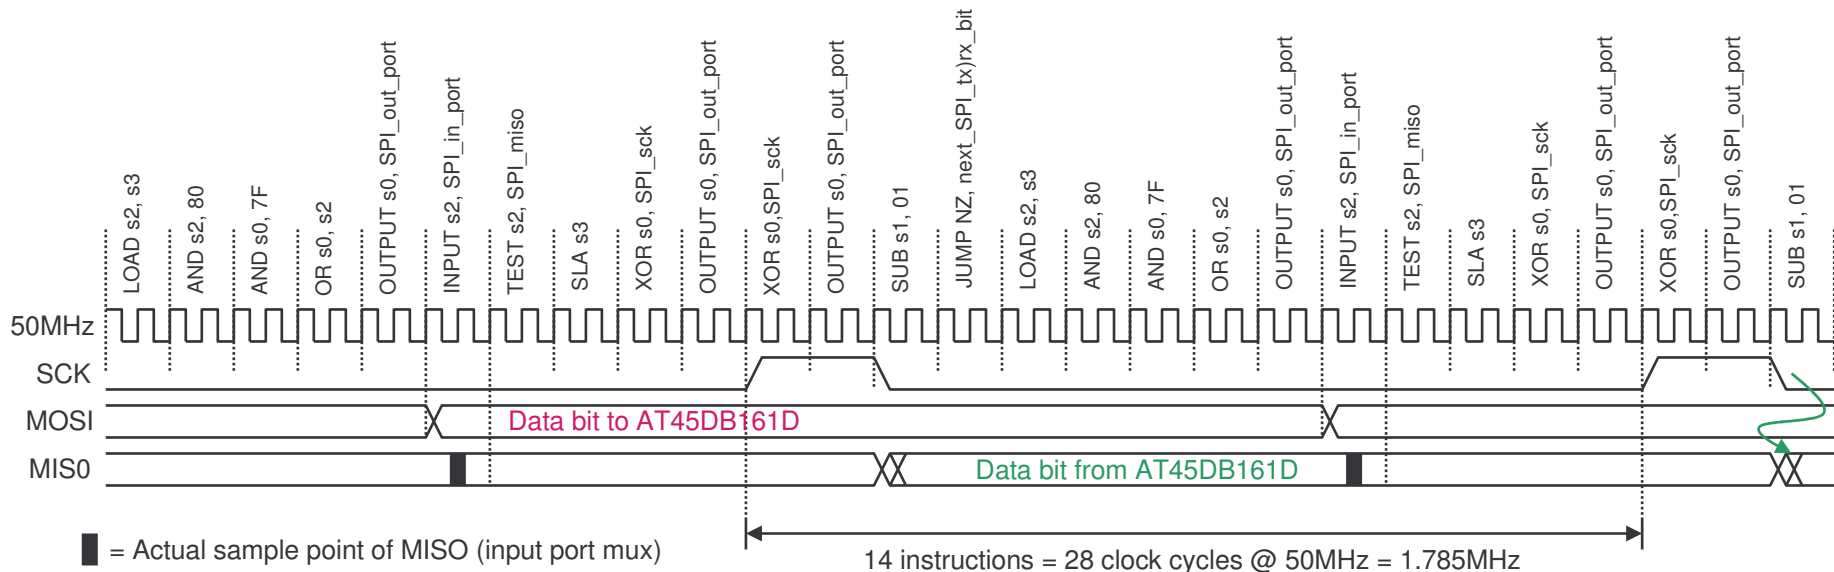 LOAD s2, s3
AND s2, 80
AND s0, 7F
OR s0, s2
OUTPUT s0, SPI_out_port
INPUT s2, SPI_in_port
TEST s2, SPI_miso
SLA s3
XOR s0, SPI_sck
OUTPUT s0, SPI_out_port
XOR s0,SPI_sck
OUTPUT s0, SPI_out_port
SUB s1, 01
JUMP NZ, next_SPI_tx)rx_bit
LOAD s2, s3
AND s2, 80
AND s0, 7F
OR s0, s2
OUTPUT s0, SPI_out_port
INPUT s2, SPI_in_port
TEST s2, SPI_miso
SLA s3
XOR s0, SPI_sck
OUTPUT s0, SPI_out_port
XOR s0,SPI_sck
OUTPUT s0, SPI_out_port
SUB s1, 01
50MHz
SCK
MOSI
Data bit to AT45DB161D
MIS0
Data bit from AT45DB161D
= Actual sample point of MISO (input port mux)
14 instructions = 28 clock cycles @ 50MHz = 1.785MHz